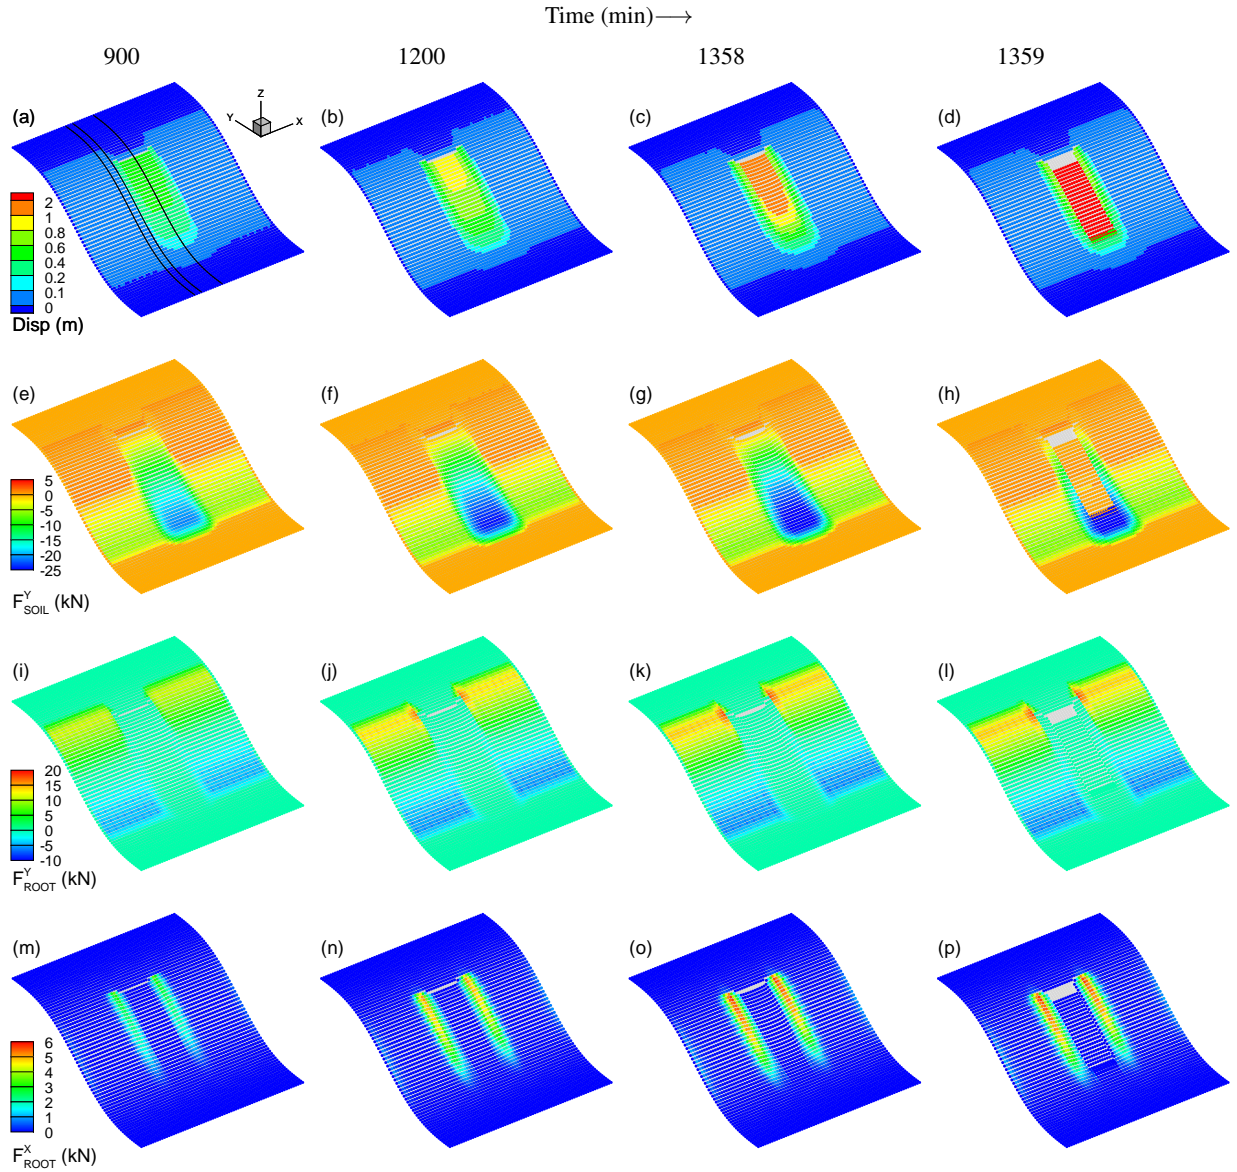 Time (min)→
900 1200 1358 1359
(a) (b) (c) (d)
Z
Y
X
2
1
0.8
0.6
0.4
0.2
0.1
0
Disp (m)
(e) (f) (g) (h)
5
0
-5
-10
-15
-20
-25
F^Y_SOIL (kN)
(i) (j) (k) (l)
20
15
10
5
0
-5
-10
F^Y_ROOT (kN)
(m) (n) (o) (p)
6
5
4
3
2
1
0
F^X_ROOT (kN)